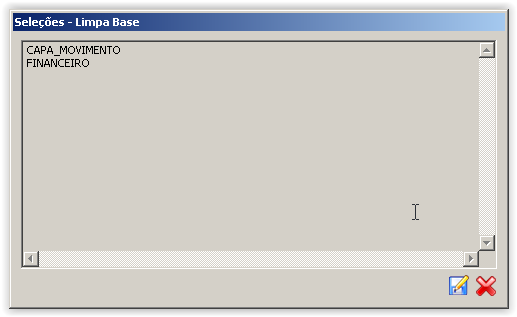 Seleções - Limpa Base
CAPA_MOVIMENTO
FINANCEIRO